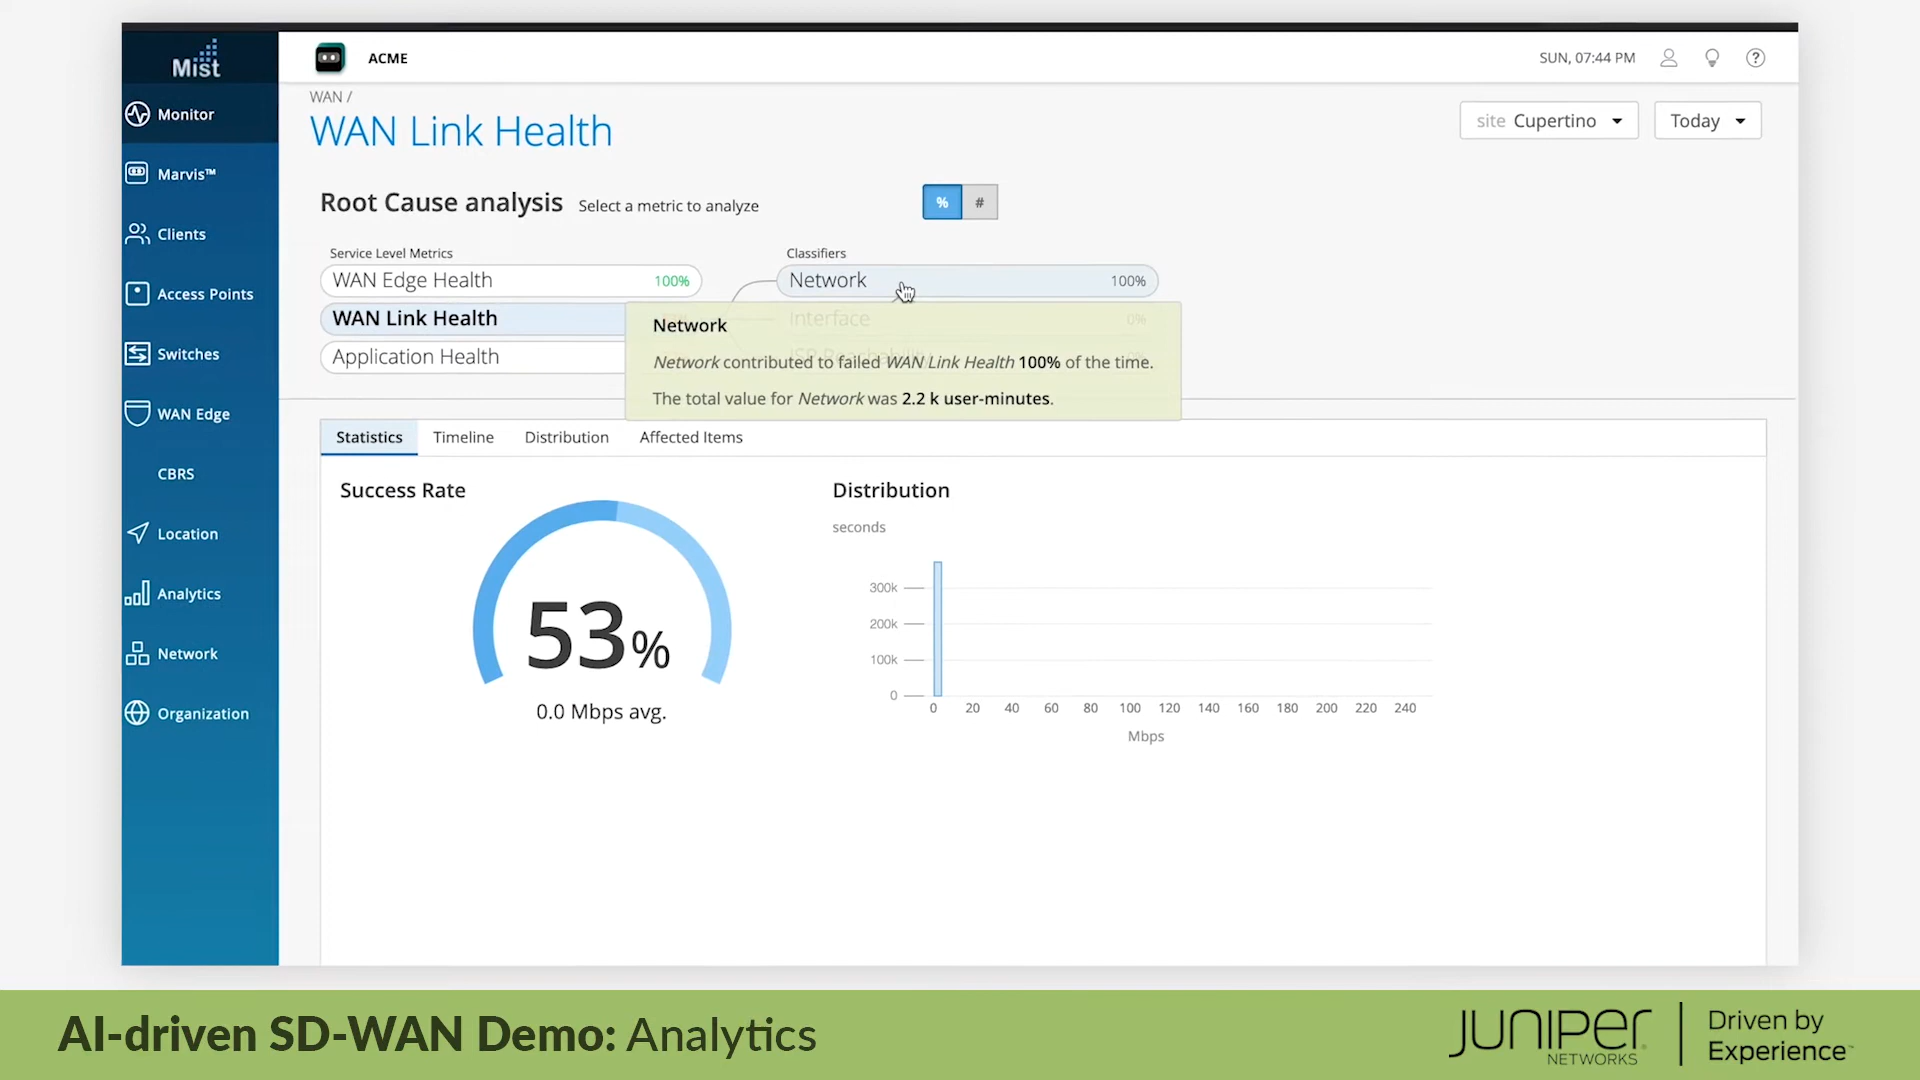 Mist
ACME
SUN, 07:44 PM
?
Monitor
Marvis™
Clients
Access Points
Switches
WAN Edge
CBRS
Location
Analytics
Network
Organization
WAN /
WAN Link Health
site Cupertino
Today
Root Cause analysis Select a metric to analyze
% #
Service Level Metrics
WAN Edge Health 100%
WAN Link Health
Application Health
Classifiers
Network 100%
Interface 0%
ISP Reachability
Network
Network contributed to failed WAN Link Health 100% of the time.
The total value for Network was 2.2 k user-minutes.
Statistics Timeline Distribution Affected Items
Success Rate
53%
0.0 Mbps avg.
Distribution
seconds
300k
200k
100k
0
0 20 40 60 80 100 120 140 160 180 200 220 240
Mbps
AI-driven SD-WAN Demo: Analytics
JUNIPER
NETWORKS
Driven by
Experience™